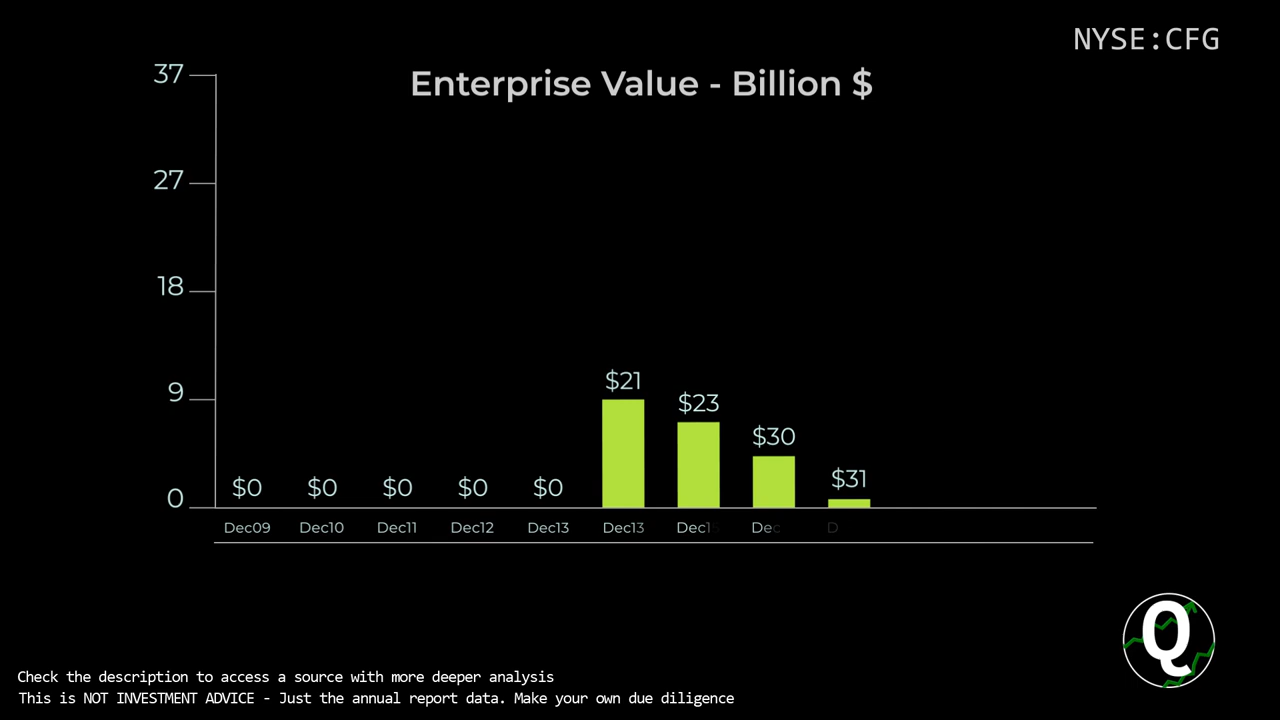 NYSE:CFG
Enterprise Value - Billion $
37
27
18
9
0
$0 $0 $0 $0 $0 $21 $23 $30 $31
Dec09 Dec10 Dec11 Dec12 Dec13 Dec13 Dec1 Dec D
Q
Check the description to access a source with more deeper analysis
This is NOT INVESTMENT ADVICE - Just the annual report data. Make your own due diligence